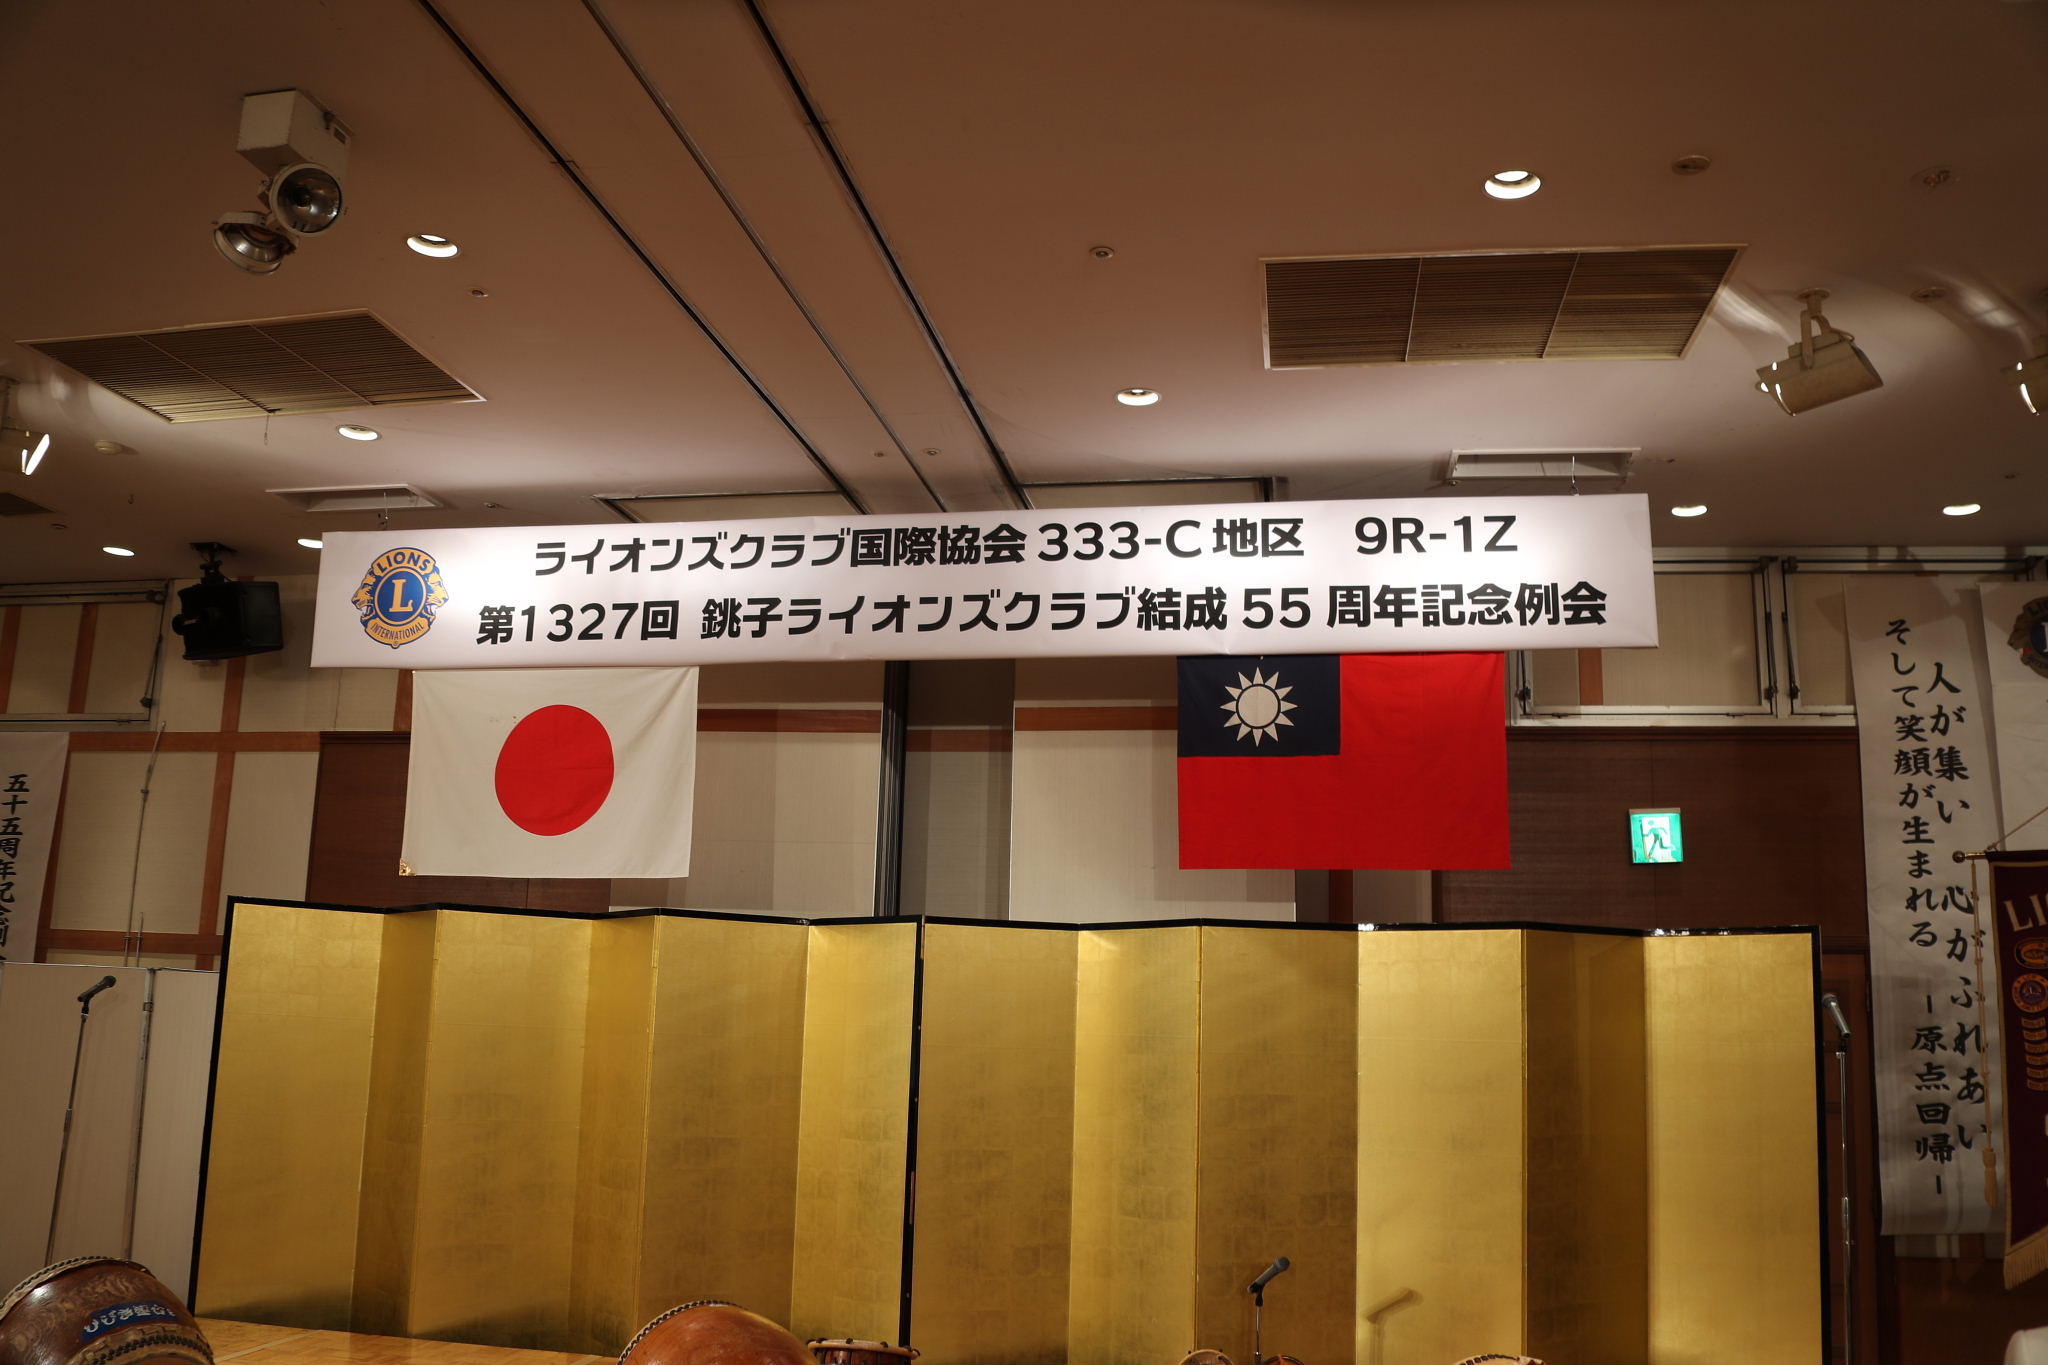 ライオンズクラブ国際協会 333-C 地区　9R-1Z
第1327回 銚子ライオンズクラブ結成 55 周年記念例会
LIONS
L
INTERNATIONAL
人が集い 心がふれあい
そして笑顔が生まれる ー原点回帰ー
五十五周年記念例